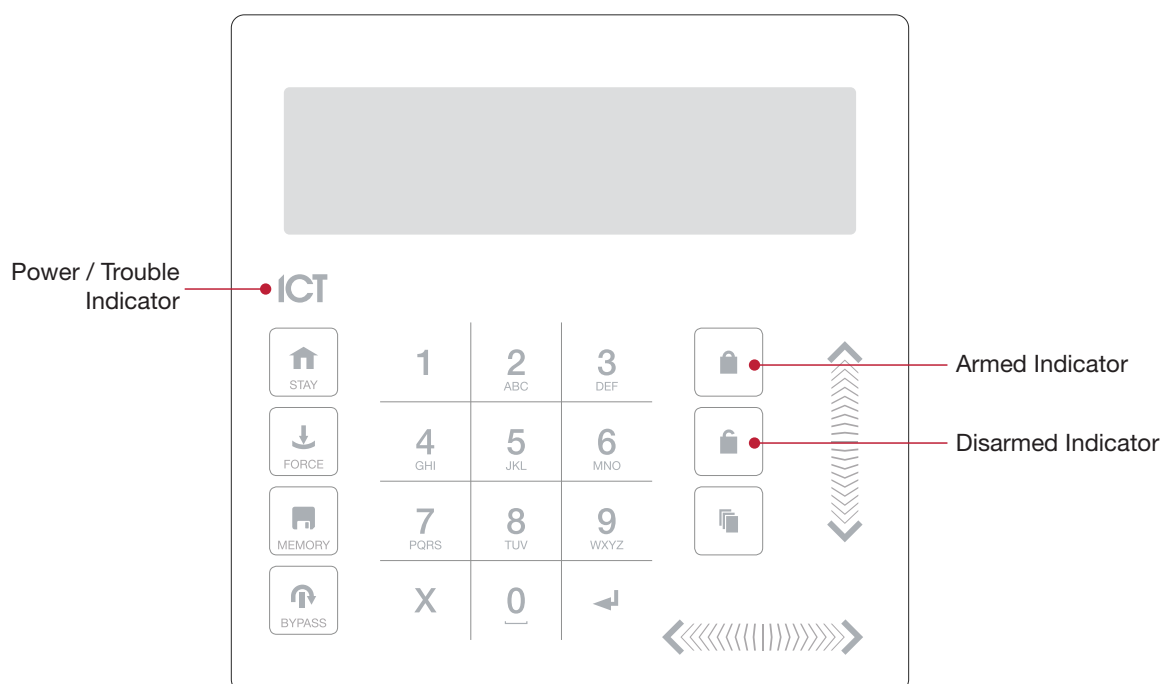 Power / Trouble
Indicator
ICT
STAY
1
2
ABC
3
DEF
Armed Indicator
FORCE
4
GHI
5
JKL
6
MNO
Disarmed Indicator
MEMORY
7
PQRS
8
TUV
9
WXYZ
BYPASS
X
0